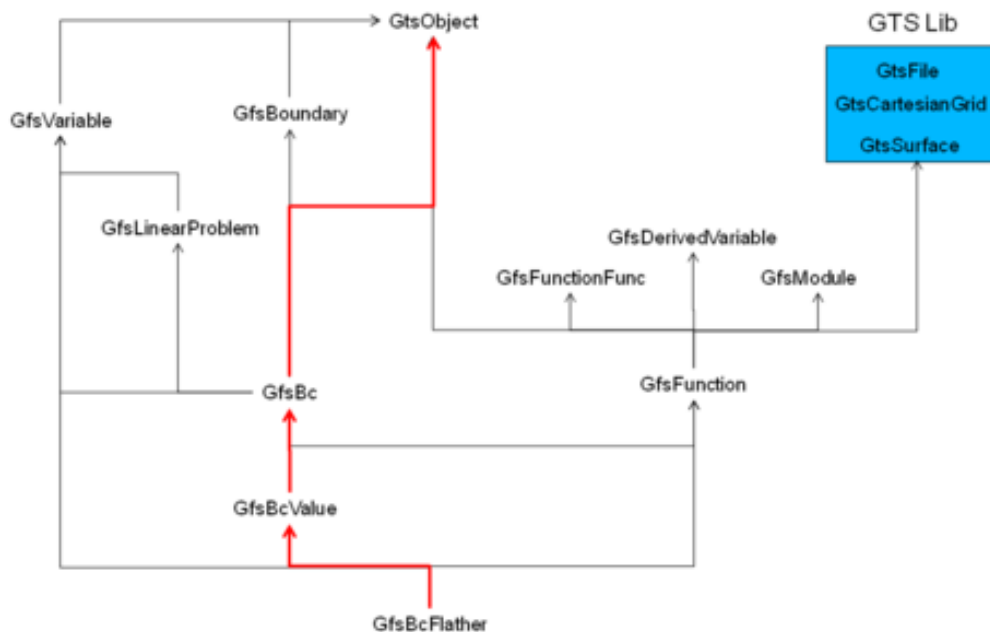 GtsObject
GTS Lib
GtsFile
GtsCartesianGrid
GtsSurface
GfsVariable
GfsBoundary
GfsLinearProblem
GfsDerivedVariable
GfsFunctionFunc
GfsModule
GfsBc
GfsFunction
GfsBcValue
GfsBcFlather